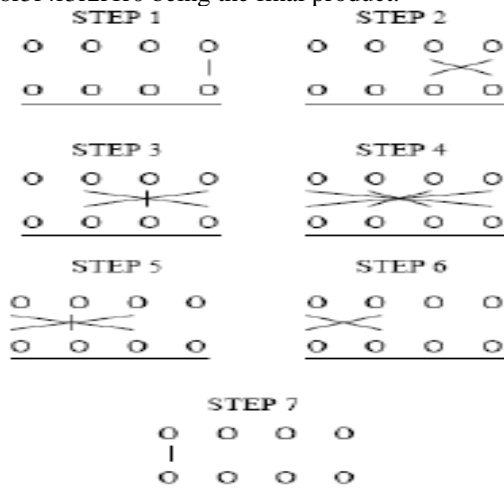 being the final product.
STEP 1 STEP 2
STEP 3 STEP 4
STEP 5 STEP 6
STEP 7